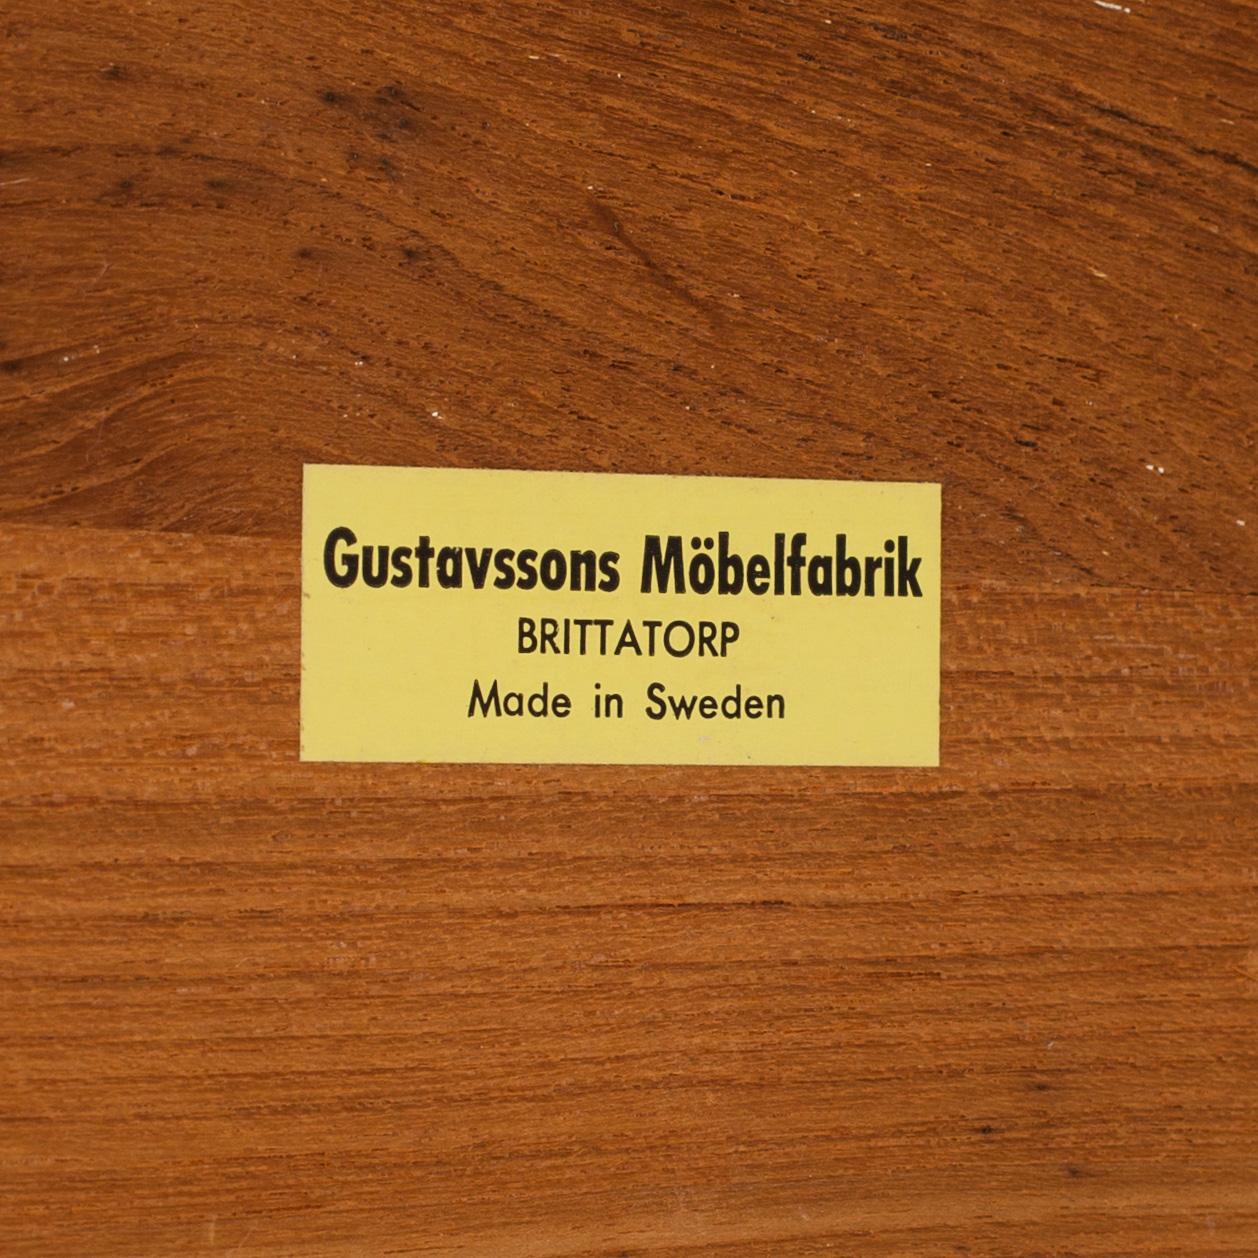 Gustavssons Möbelfabrik
BRITTATORP
Made in Sweden